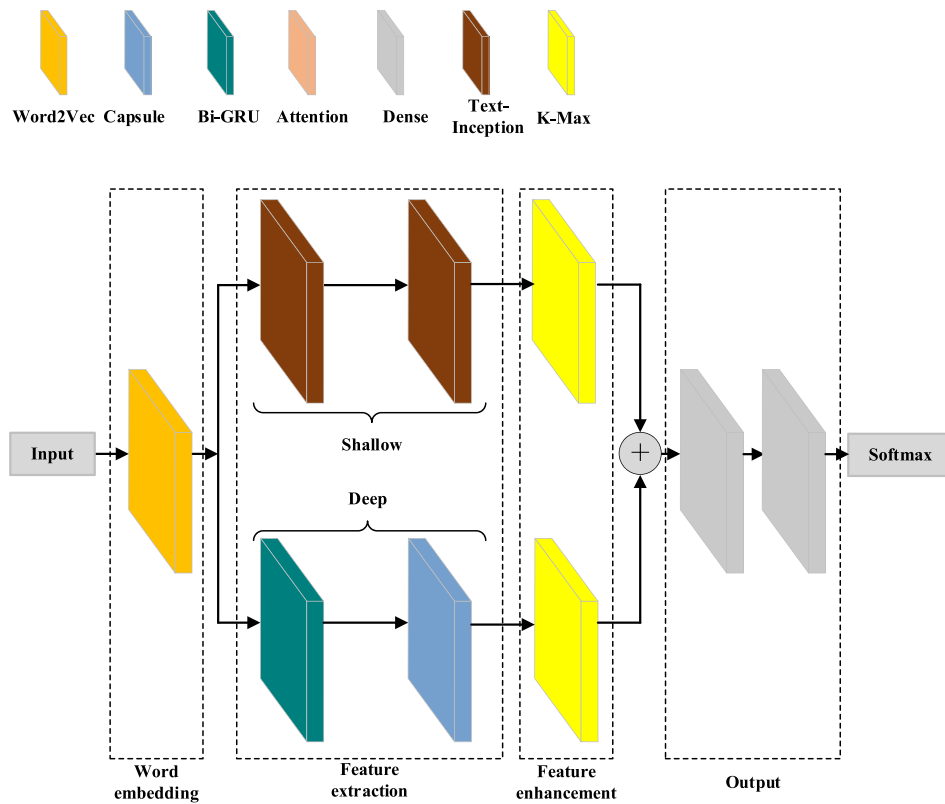 Word2Vec
Capsule
Bi-GRU
Attention
Dense
Text-
Inception
K-Max
Input
Shallow
Deep
+
Softmax
Word
embedding
Feature
extraction
Feature
enhancement
Output